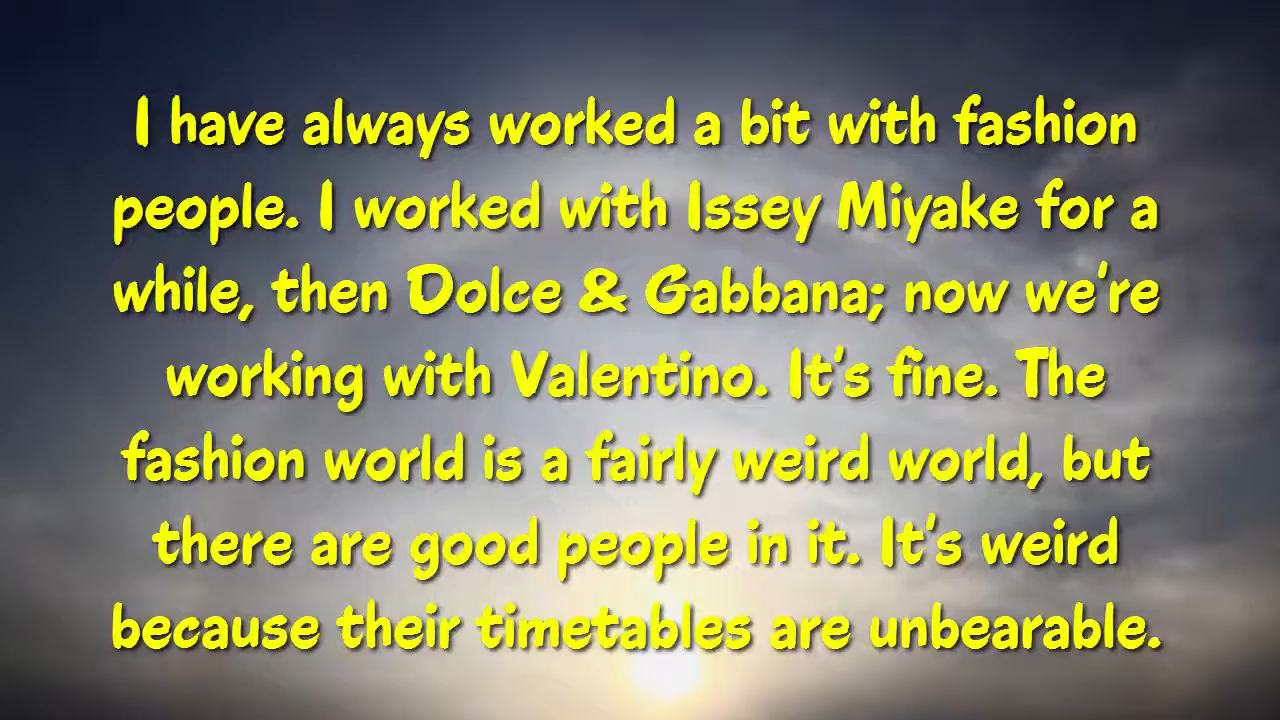 I have always worked a bit with fashion
people. I worked with Issey Miyake for a
while, then Dolce & Gabbana; now we're
working with Valentino. It's fine. The
fashion world is a fairly weird world, but
there are good people in it. It's weird
because their timetables are unbearable.